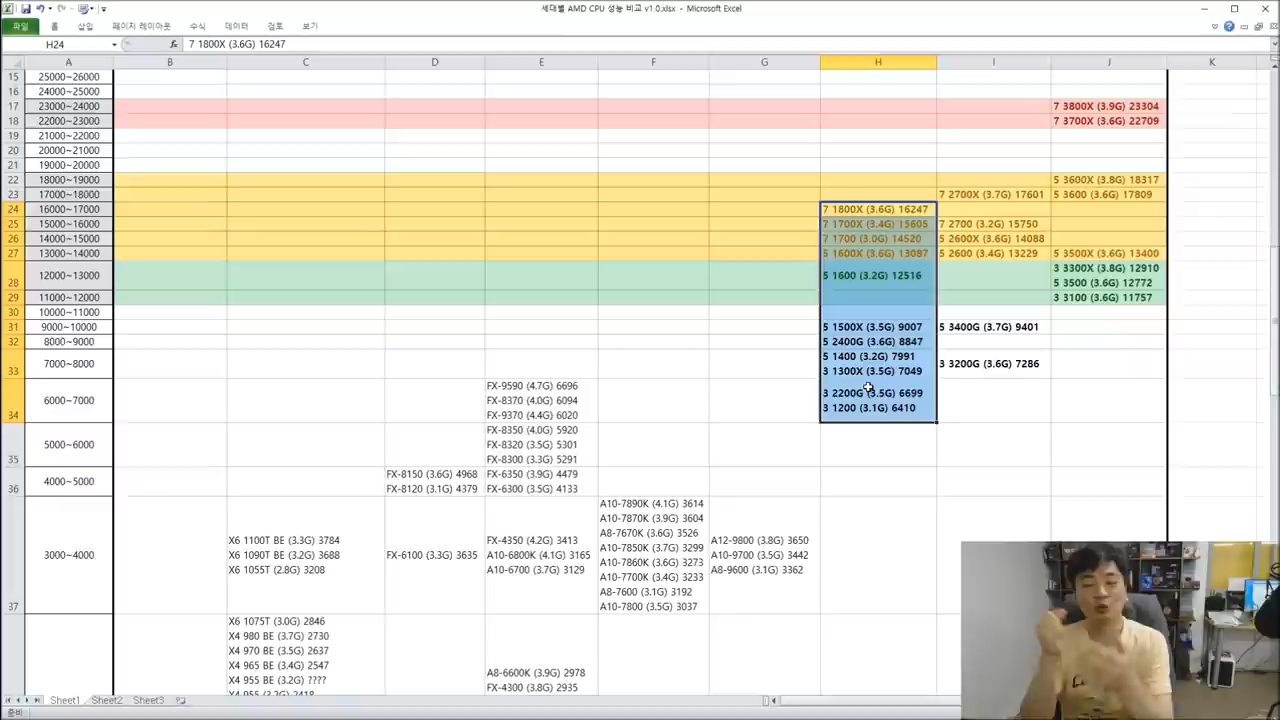 세대별 AMD CPU 성능 비교 v1.0.xlsx - Microsoft Excel
파일 홈 삽입 페이지 레이아웃 수식 데이터 검토 보기
H24 fx 7 1800X (3.6G) 16247
A B C D E F G H I J K L
15 25000~26000
16 24000~25000
17 23000~24000 7 3800X (3.9G) 23304
18 22000~23000 7 3700X (3.6G) 22709
19 21000~22000
20 20000~21000
21 19000~20000
22 18000~19000 5 3600X (3.8G) 18317
23 17000~18000 7 2700X (3.7G) 17601 5 3600 (3.6G) 17809
24 16000~17000 7 1800X (3.6G) 16247
25 15000~16000 7 1700X (3.4G) 15605 7 2700 (3.2G) 15750
26 14000~15000 7 1700 (3.0G) 14520 5 2600X (3.6G) 14088
27 13000~14000 5 1600X (3.6G) 13087 5 2600 (3.4G) 13229 5 3500X (3.6G) 13400
28 12000~13000 5 1600 (3.2G) 12516 3 3300X (3.8G) 12910
5 3500 (3.6G) 12772
29 11000~12000 3 3100 (3.6G) 11757
30 10000~11000
31 9000~10000 5 1500X (3.5G) 9007 5 3400G (3.7G) 9401
32 8000~9000 5 2400G (3.6G) 8847
33 7000~8000 5 1400 (3.2G) 7991 3 3200G (3.6G) 7286
3 1300X (3.5G) 7049
34 6000~7000 FX-9590 (4.7G) 6696 3 2200G (3.5G) 6699
FX-8370 (4.0G) 6094 3 1200 (3.1G) 6410
FX-9370 (4.4G) 6020
35 5000~6000 FX-8350 (4.0G) 5920
FX-8320 (3.5G) 5301
FX-8300 (3.3G) 5291
36 4000~5000 FX-8150 (3.6G) 4968 FX-6350 (3.9G) 4479
FX-8120 (3.1G) 4379 FX-6300 (3.5G) 4133
37 3000~4000
X6 1100T BE (3.3G) 3784
X6 1090T BE (3.2G) 3688
X6 1055T (2.8G) 3208
FX-6100 (3.3G) 3635
FX-4350 (4.2G) 3413
A10-6800K (4.1G) 3165
A10-6700 (3.7G) 3129
A10-7890K (4.1G) 3614
A10-7870K (3.9G) 3604
A8-7670K (3.6G) 3526
A10-7850K (3.7G) 3299
A10-7860K (3.6G) 3273
A10-7700K (3.4G) 3233
A8-7600 (3.1G) 3192
A10-7800 (3.5G) 3037
A12-9800 (3.8G) 3650
A10-9700 (3.5G) 3442
A8-9600 (3.1G) 3362
X6 1075T (3.0G) 2846
X4 980 BE (3.7G) 2730
X4 970 BE (3.5G) 2637
X4 965 BE (3.4G) 2547
X4 955 BE (3.2G) ????
X4 955 (3.2G) 2418
A8-6600K (3.9G) 2978
FX-4300 (3.8G) 2935
Sheet1 Sheet2 Sheet3
준비